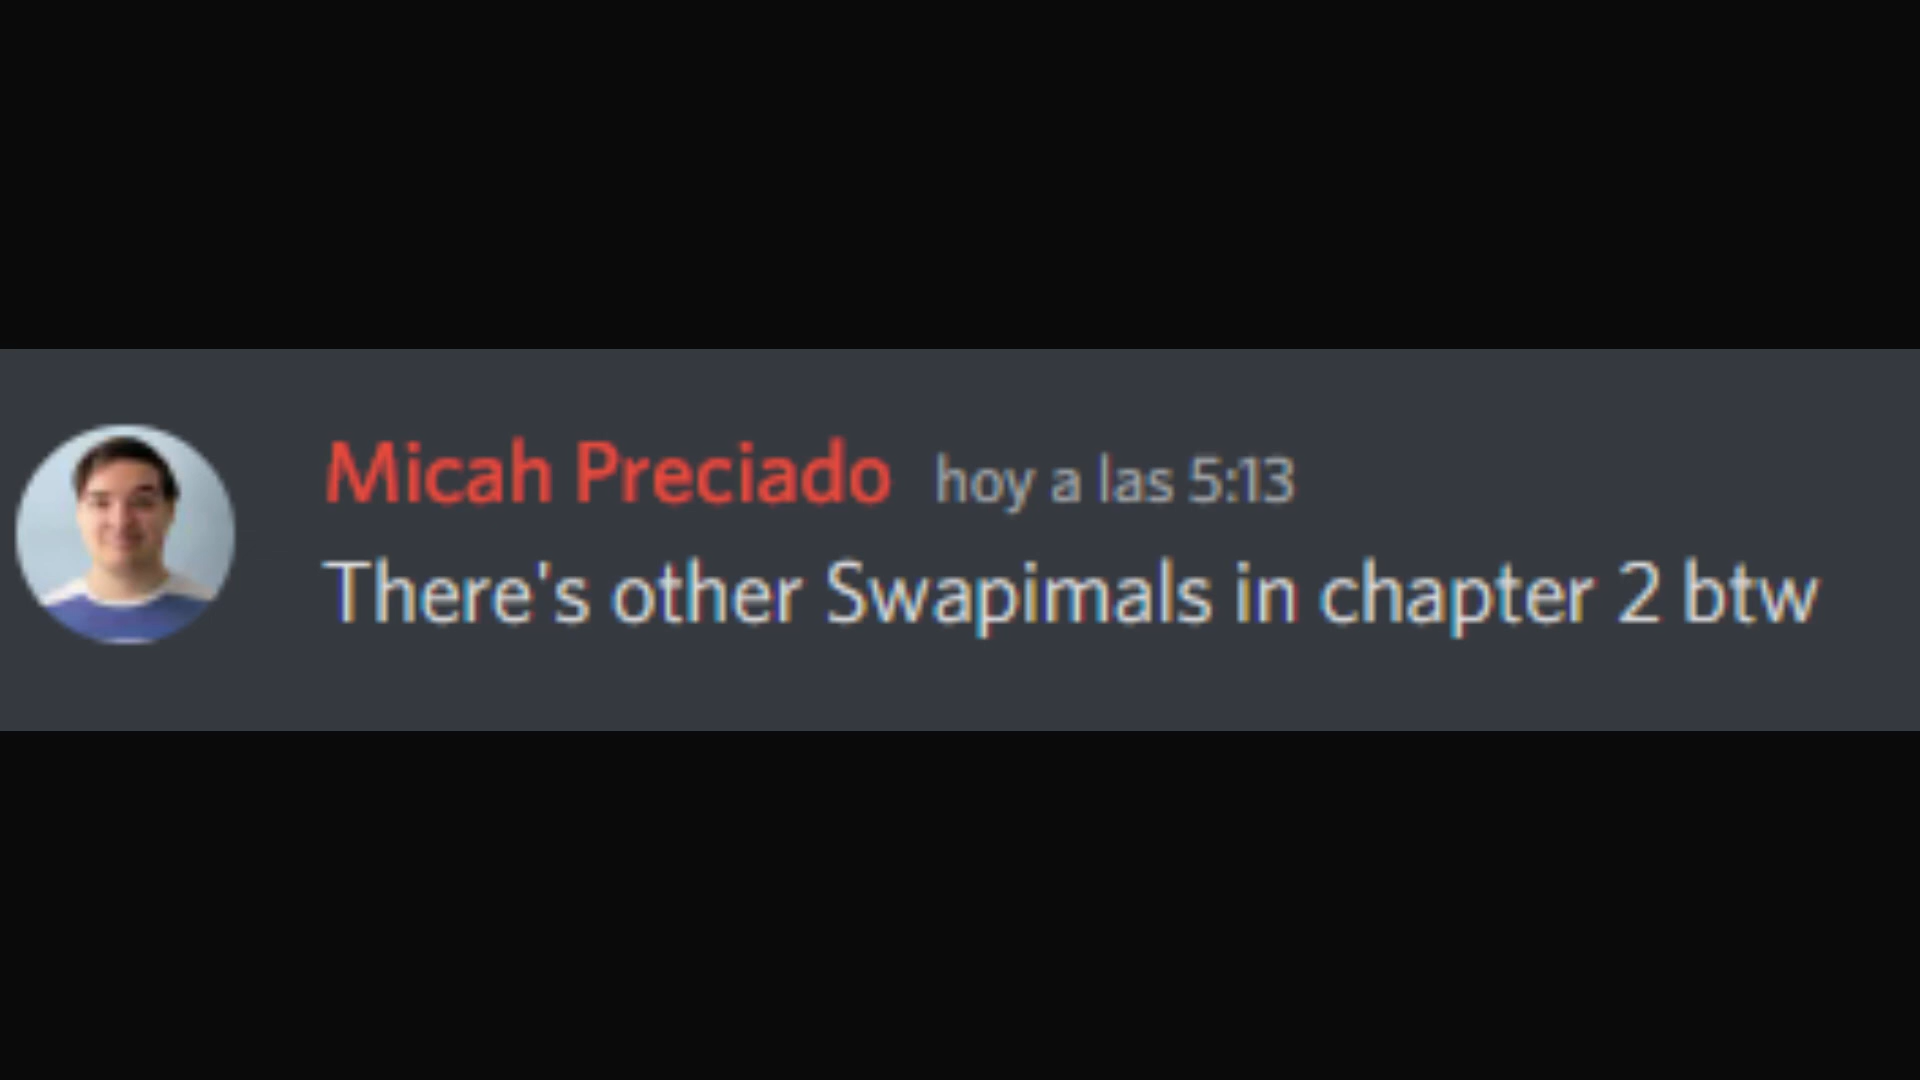 Micah Preciado hoy a las 5:13
There's other Swapimals in chapter 2 btw